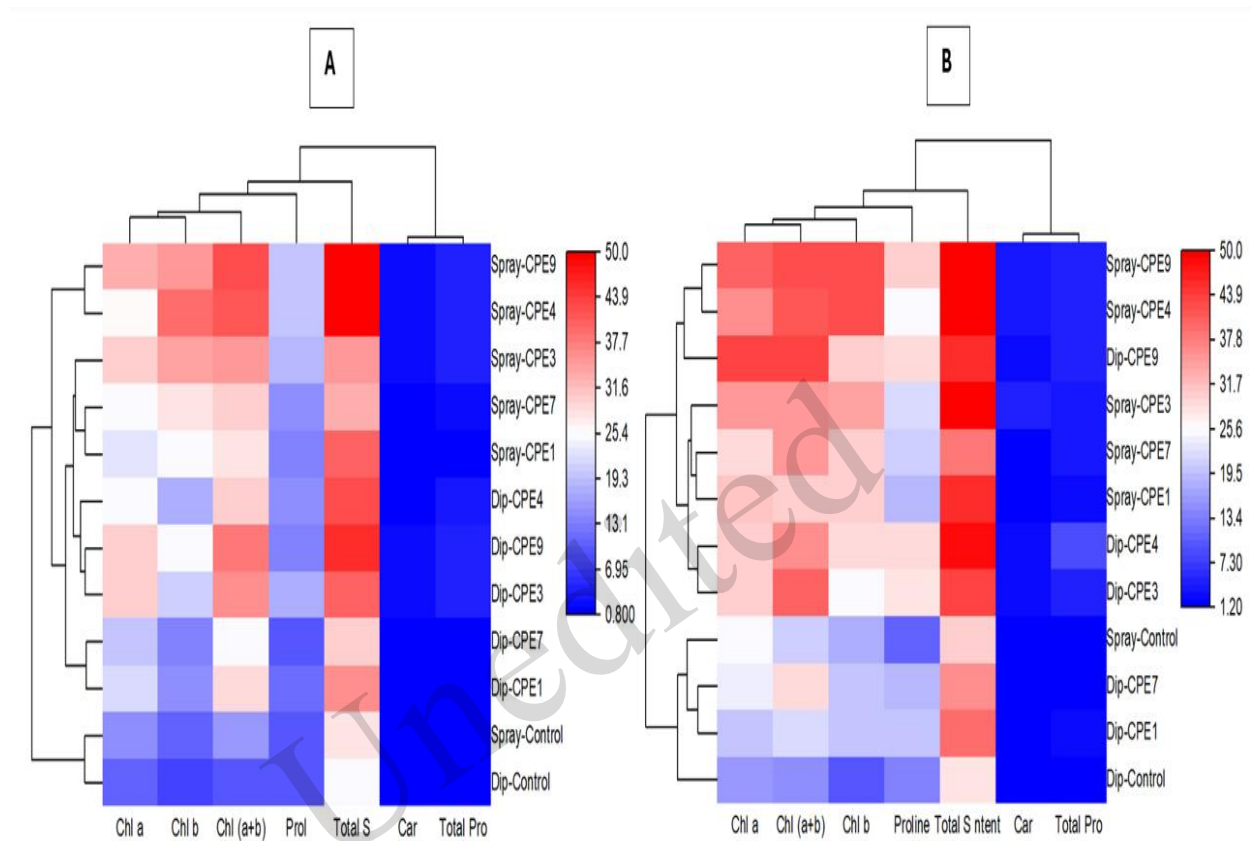 A
50.0
43.9
37.7
31.6
25.4
19.3
13.1
6.95
0.800
Spray-CPE9
Spray-CPE4
Spray-CPE3
Spray-CPE7
Spray-CPE1
Dip-CPE4
Dip-CPE9
Dip-CPE3
Dip-CPE7
Dip-CPE1
Spray-Control
Dip-Control
Chl a Chl b Chl (a+b) Prol Total S Car Total Pro
B
50.0
43.9
37.8
31.7
25.6
19.5
13.4
7.30
1.20
Spray-CPE9
Spray-CPE4
Dip-CPE9
Spray-CPE3
Spray-CPE7
Spray-CPE1
Dip-CPE4
Dip-CPE3
Spray-Control
Dip-CPE7
Dip-CPE1
Dip-Control
Chl a Chl (a+b) Chl b Proline Total S ntent Car Total Pro
Unedited